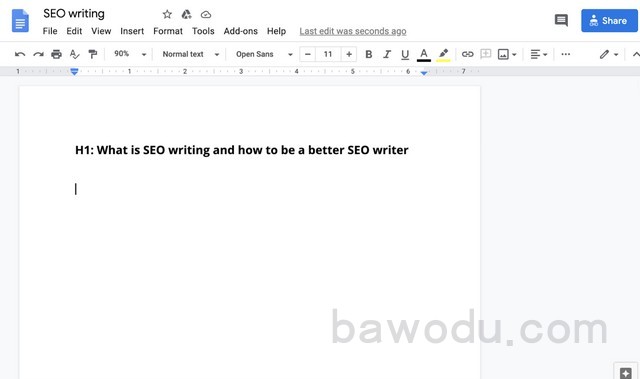 SEO writing
File Edit View Insert Format Tools Add-ons Help Last edit was seconds ago
Share
90% Normal text Open Sans 11 B I U A
1 1 2 3 4 5 6 7
H1: What is SEO writing and how to be a better SEO writer
bawodu.com